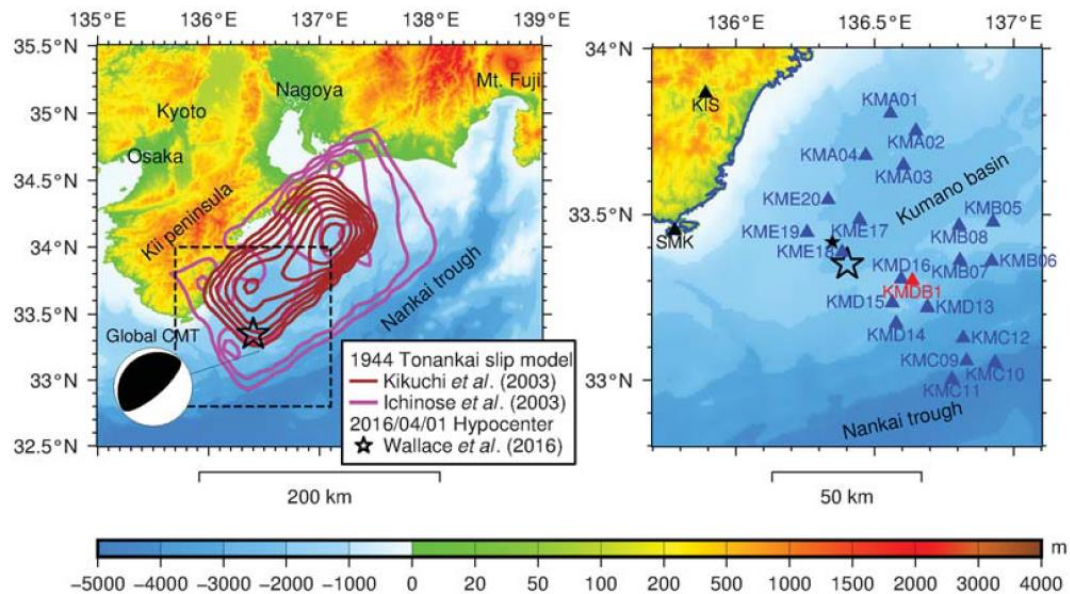 135°E 136°E 137°E 138°E 139°E
35.5°N
35°N
34.5°N
34°N
33.5°N
33°N
32.5°N
Mt. Fuji
Nagoya
Kyoto
Osaka
Kii peninsula
Nankai trough
Global CMT
1944 Tonankai slip model
Kikuchi et al. (2003)
Ichinose et al. (2003)
2016/04/01 Hypocenter
Wallace et al. (2016)
200 km
136°E 136.5°E 137°E
34°N
33.5°N
33°N
KIS
KMA01
KMA02
KMA04
KMA03
Kumano basin
KME20
KMB05
KME19
KME17
KMB08
SMK
KME18
KMD16
KMB07
KMB06
KMDB1
KMD15
KMD13
KMD14
KMC12
KMC09
KMC10
KMC11
Nankai trough
50 km
m
−5000 −4000 −3000 −2000 −1000 0 20 50 100 200 500 1000 1500 2000 3000 4000